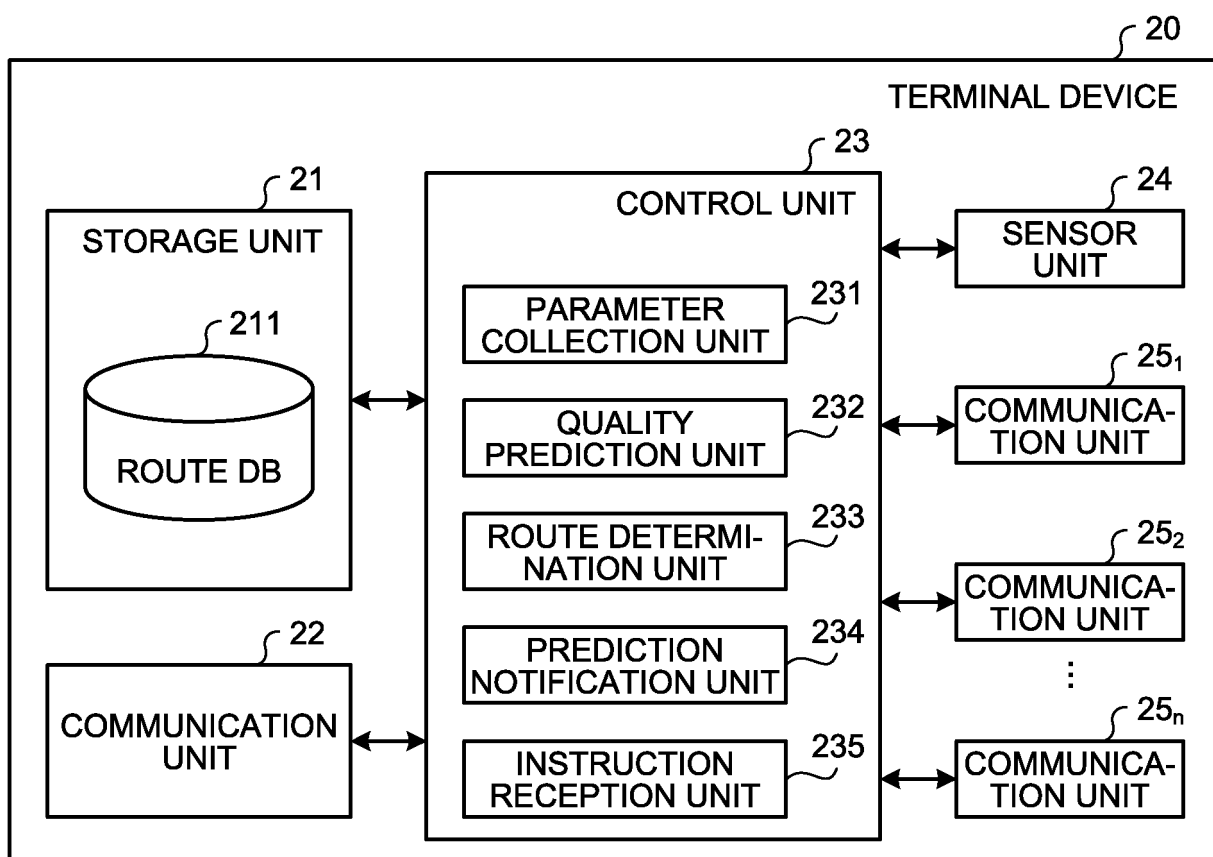 20
TERMINAL DEVICE
21
STORAGE UNIT
211
ROUTE DB
22
COMMUNICATION
UNIT
23
CONTROL UNIT
231
PARAMETER
COLLECTION UNIT
232
QUALITY
PREDICTION UNIT
233
ROUTE DETERMI-
NATION UNIT
234
PREDICTION
NOTIFICATION UNIT
235
INSTRUCTION
RECEPTION UNIT
24
SENSOR
UNIT
25₁
COMMUNICA-
TION UNIT
25₂
COMMUNICA-
TION UNIT
⋮
25ₙ
COMMUNICA-
TION UNIT